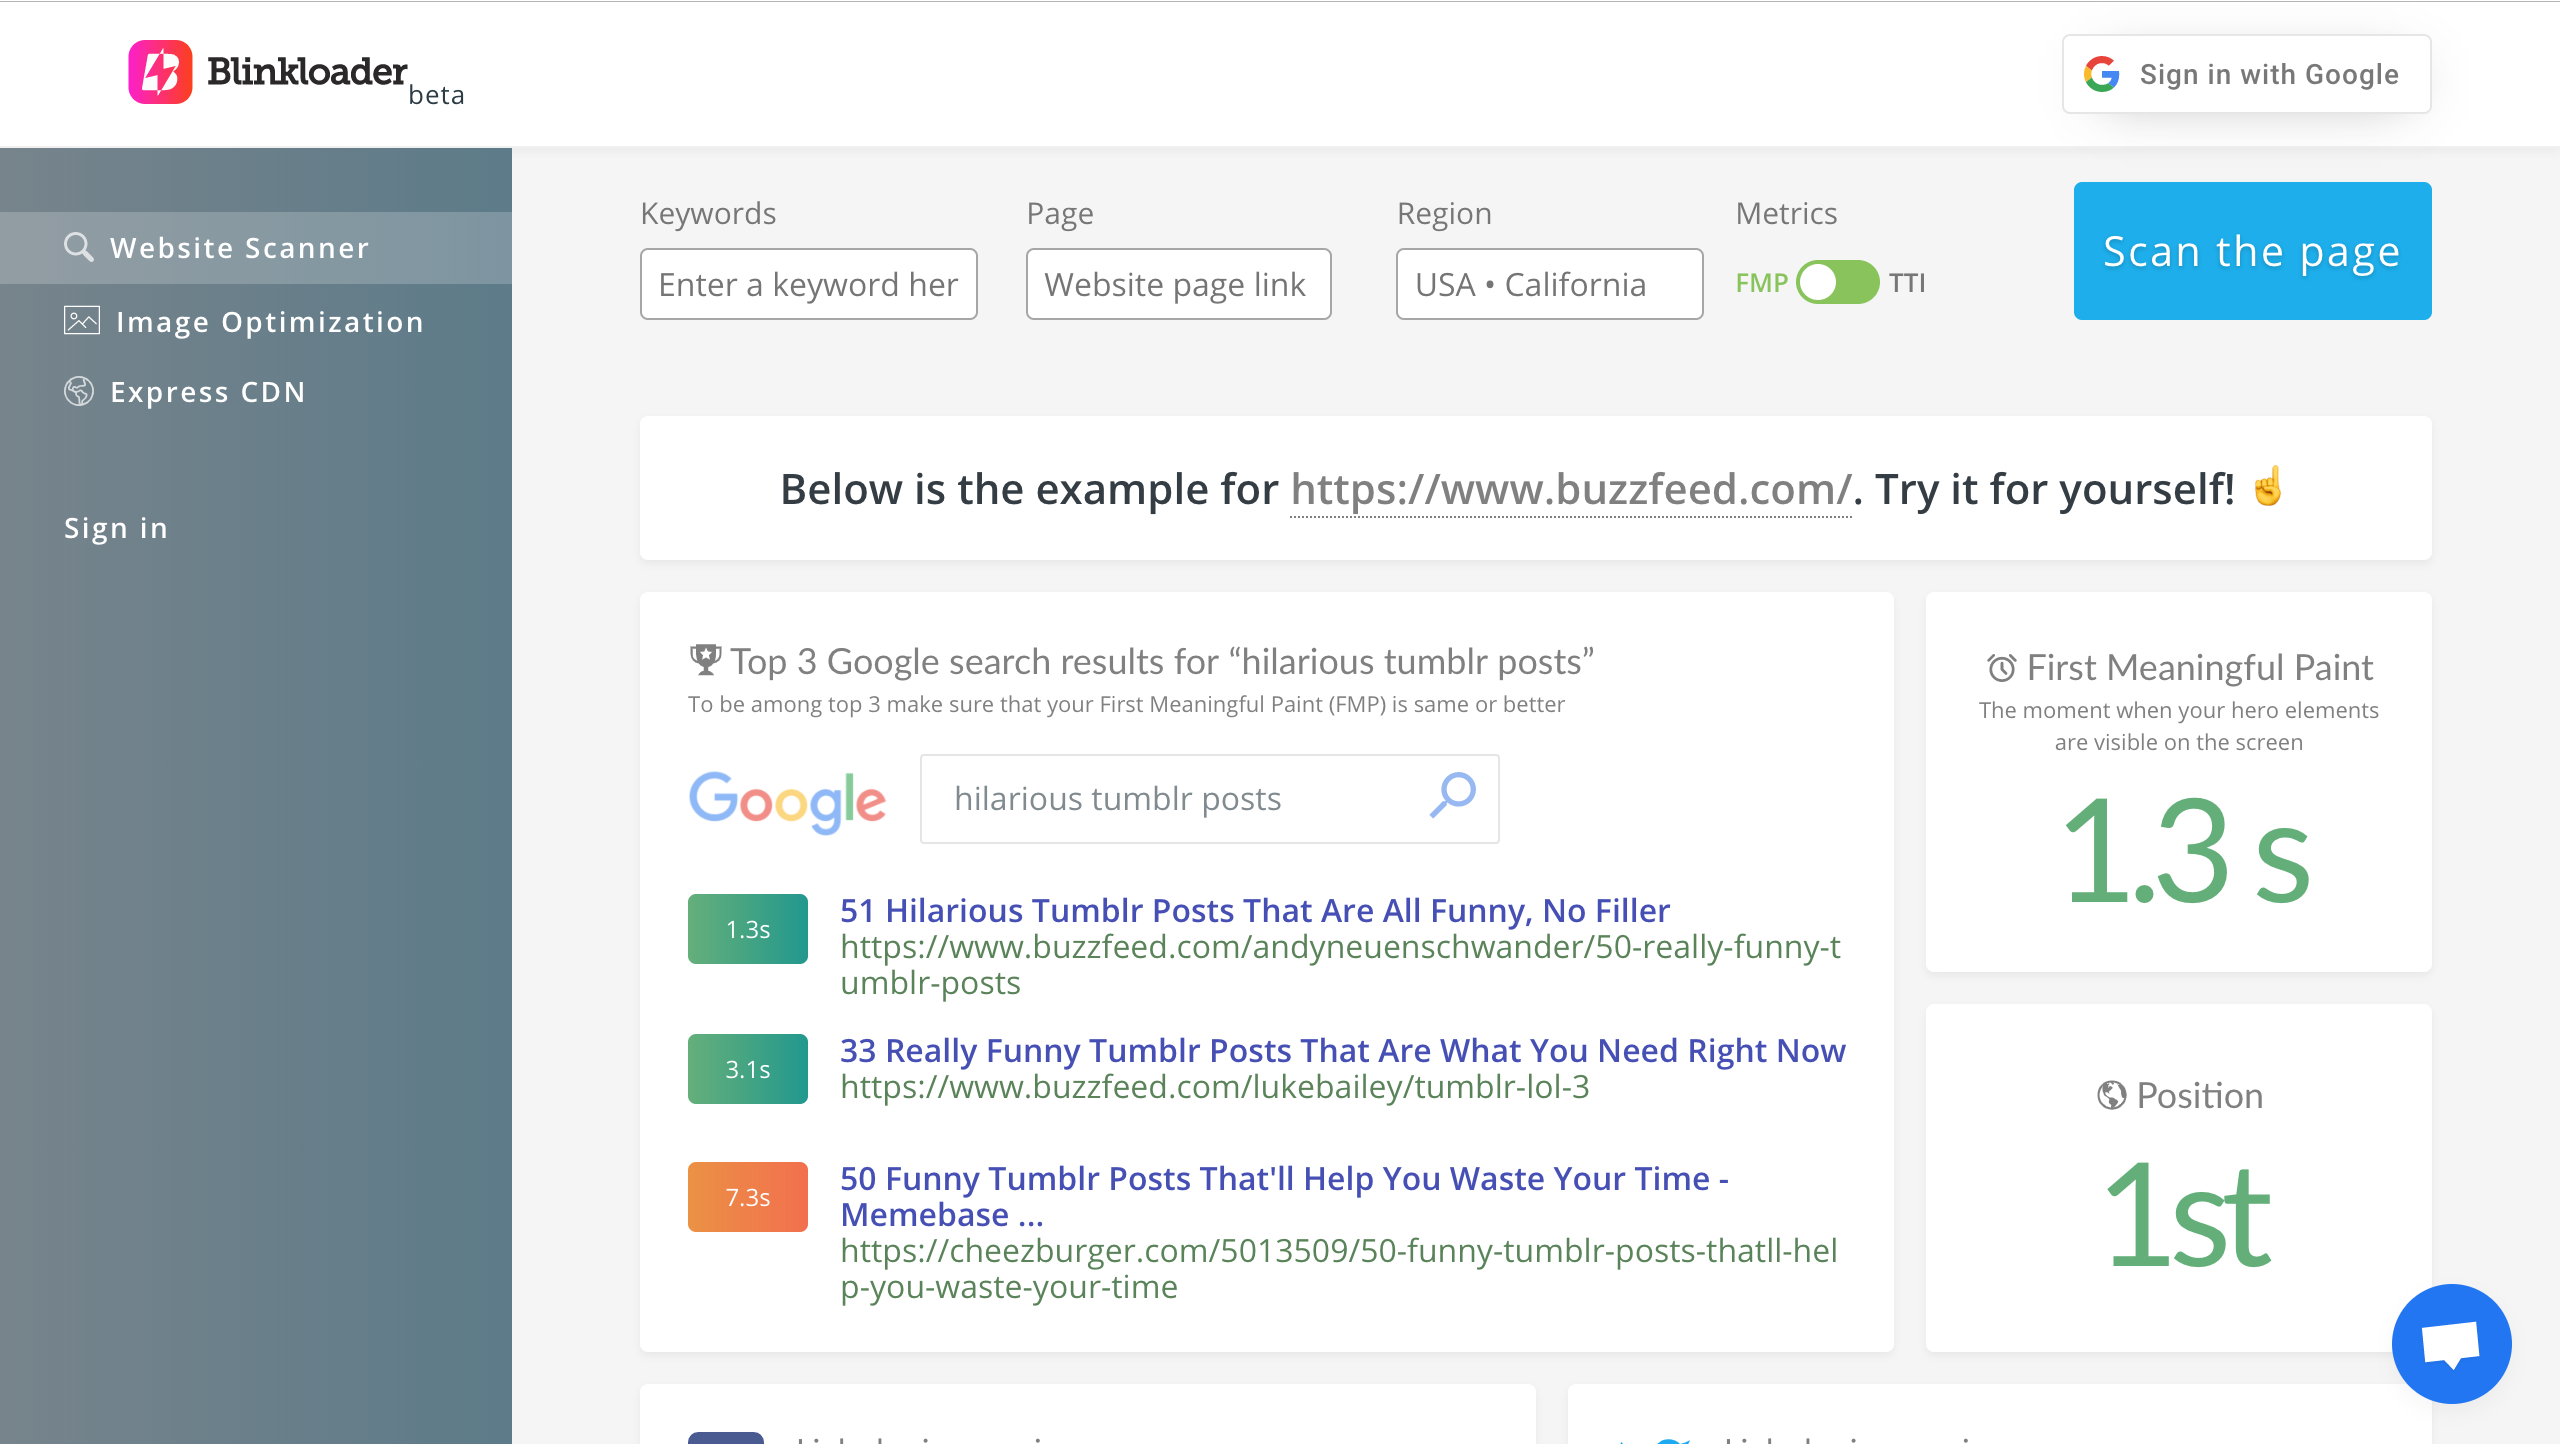 Blinkloader
beta
Sign in with Google
Website Scanner
Image Optimization
Express CDN
Sign in
Keywords
Page
Region
Metrics
Enter a keyword her
Website page link
USA • California
FMP
TTI
Scan the page
Below is the example for https://www.buzzfeed.com/. Try it for yourself! ☝
Top 3 Google search results for “hilarious tumblr posts”
To be among top 3 make sure that your First Meaningful Paint (FMP) is same or better
Google
hilarious tumblr posts
1.3s
51 Hilarious Tumblr Posts That Are All Funny, No Filler
https://www.buzzfeed.com/andyneuenschwander/50-really-funny-t
umblr-posts
3.1s
33 Really Funny Tumblr Posts That Are What You Need Right Now
https://www.buzzfeed.com/lukebailey/tumblr-lol-3
7.3s
50 Funny Tumblr Posts That'll Help You Waste Your Time -
Memebase ...
https://cheezburger.com/5013509/50-funny-tumblr-posts-thatll-hel
p-you-waste-your-time
First Meaningful Paint
The moment when your hero elements
are visible on the screen
1.3 s
Position
1st